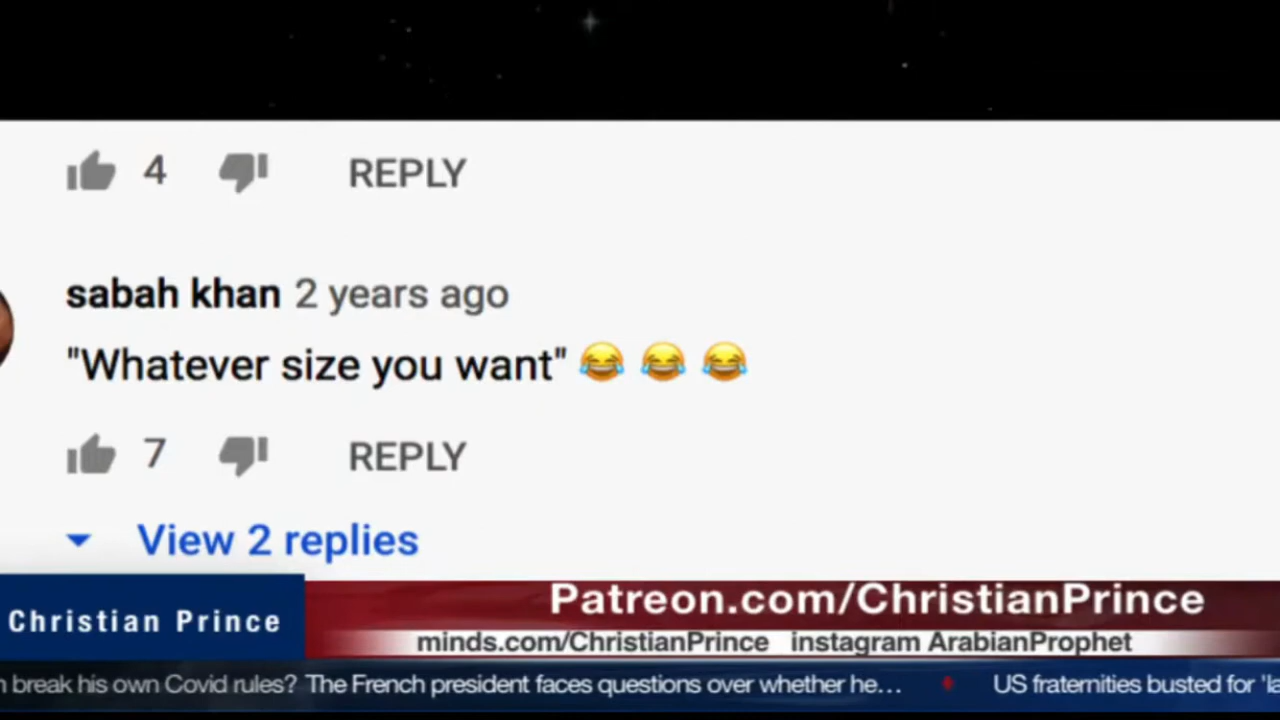 4 REPLY
sabah khan 2 years ago
"Whatever size you want" 😂 😂 😂
7 REPLY
View 2 replies
Christian Prince
Patreon.com/ChristianPrince
minds.com/ChristianPrince instagram ArabianProphet
break his own Covid rules? The French president faces questions over whether he... US fraternities busted for